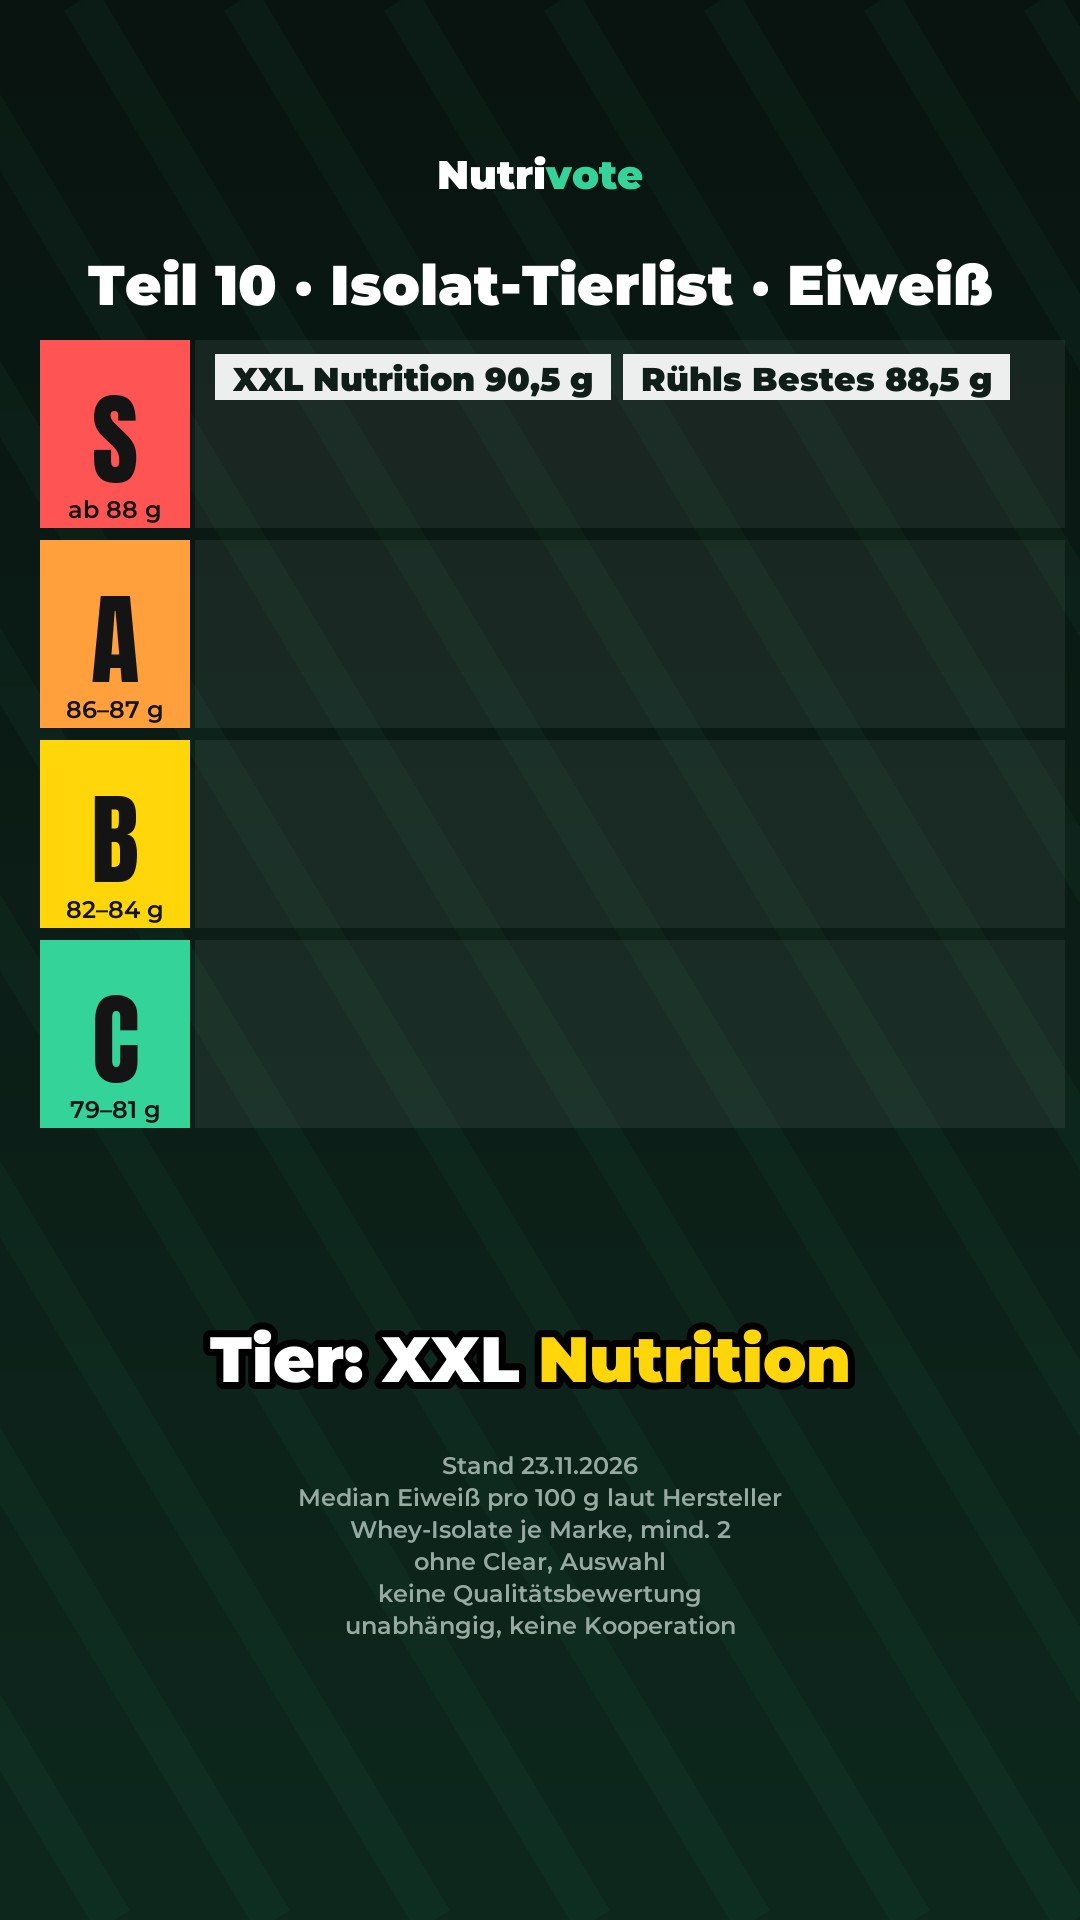 Nutrivote
Teil 10 • Isolat-Tierlist • Eiweiß
S
ab 88 g
XXL Nutrition 90,5 g
Rühls Bestes 88,5 g
A
86–87 g
B
82–84 g
C
79–81 g
Tier: XXL Nutrition
Stand 23.11.2026
Median Eiweiß pro 100 g laut Hersteller
Whey-Isolate je Marke, mind. 2
ohne Clear, Auswahl
keine Qualitätsbewertung
unabhängig, keine Kooperation